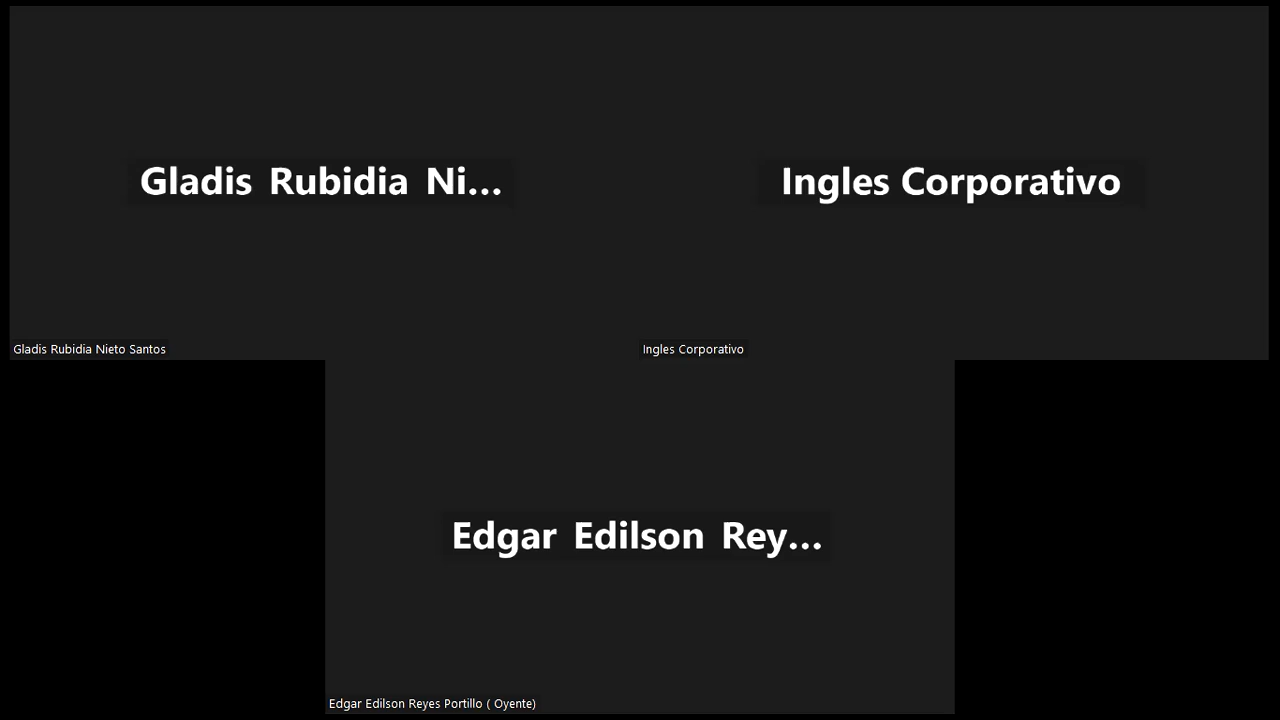 Gladis Rubidia Ni...
Ingles Corporativo
Gladis Rubidia Nieto Santos
Ingles Corporativo
Edgar Edilson Rey...
Edgar Edilson Reyes Portillo ( Oyente)